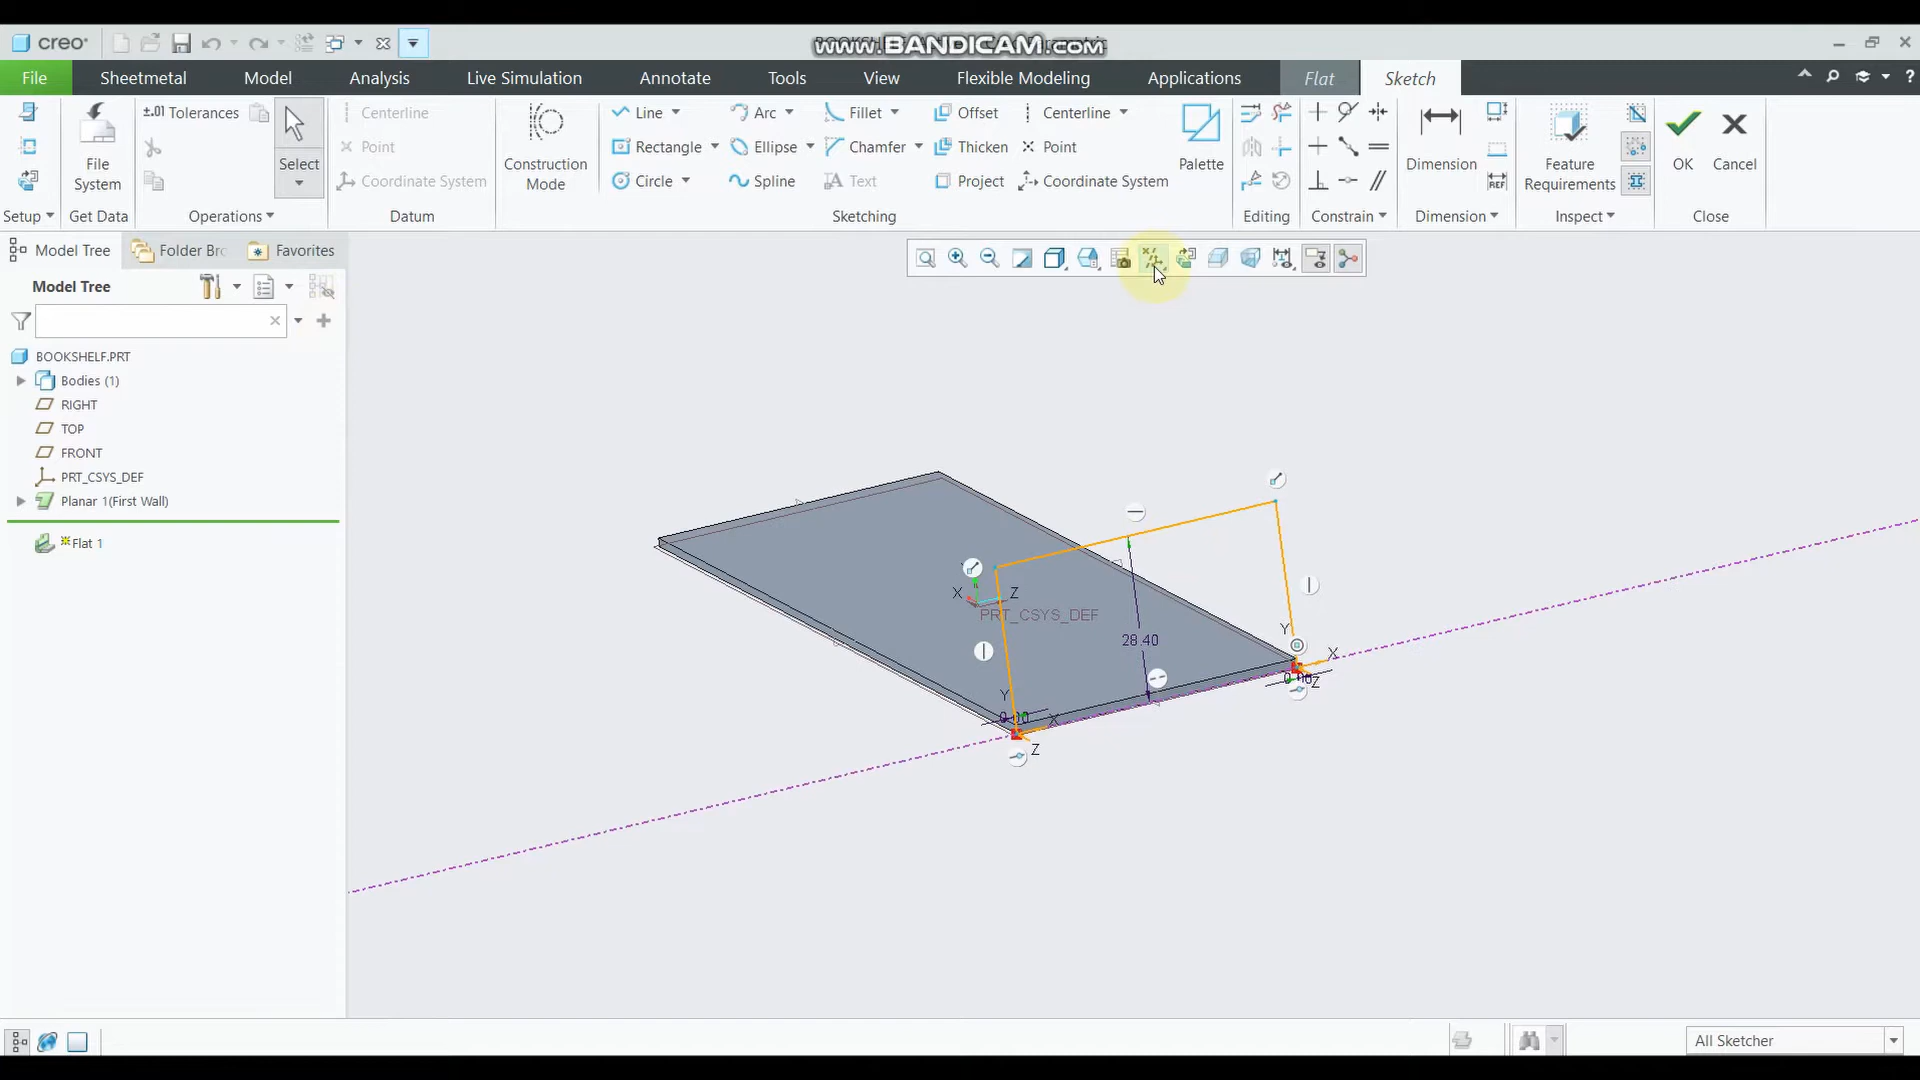 creo
www.BANDICAM.com
File Sheetmetal Model Analysis Live Simulation Annotate Tools View Flexible Modeling Applications Flat Sketch
Tolerances
File System
Select
Centerline
Point
Coordinate System
Construction Mode
Line Arc Fillet Offset Centerline
Rectangle Ellipse Chamfer Thicken Point
Circle Spline Text Project Coordinate System
Palette
Dimension
Feature Requirements
OK
Cancel
Setup Get Data Operations Datum Sketching Editing Constrain Dimension Inspect Close
Model Tree Folder Bro Favorites
Model Tree
BOOKSHELF.PRT
Bodies (1)
RIGHT
TOP
FRONT
PRT_CSYS_DEF
Planar 1(First Wall)
Flat 1
X Z
PRT_CSYS_DEF
28.40
Y
X
Z
Y
0.00
X
Z
All Sketcher